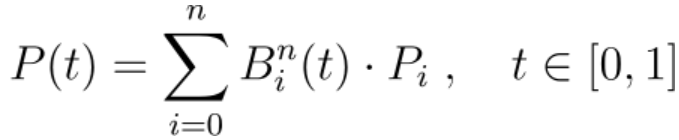 P(t) = \sum_{i=0}^{n} B_i^n(t) \cdot P_i , \quad t \in [0, 1]